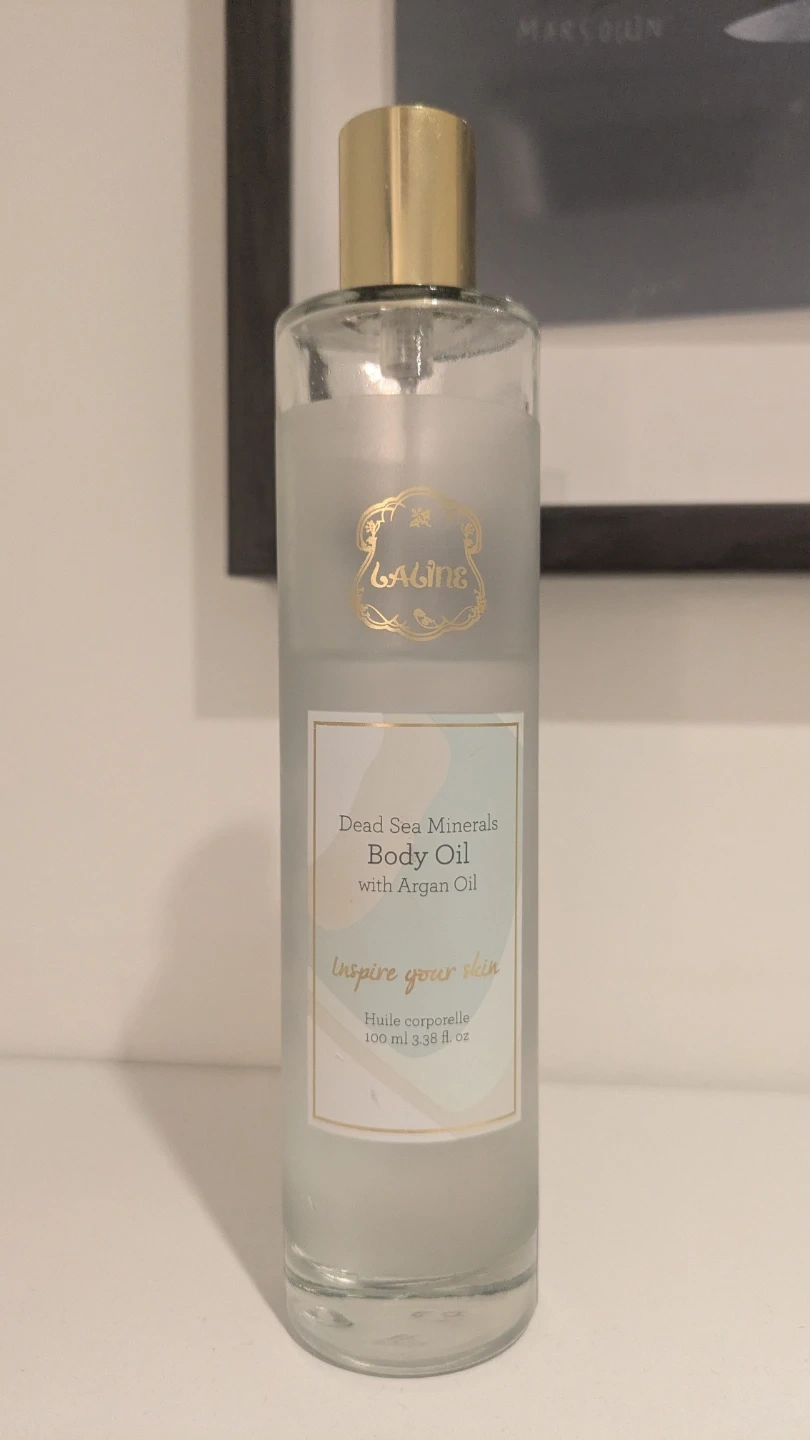 MARSOUIN
LALINE
Dead Sea Minerals
Body Oil
with Argan Oil
Inspire your skin
Huile corporelle
100 ml 3.38 fl. oz